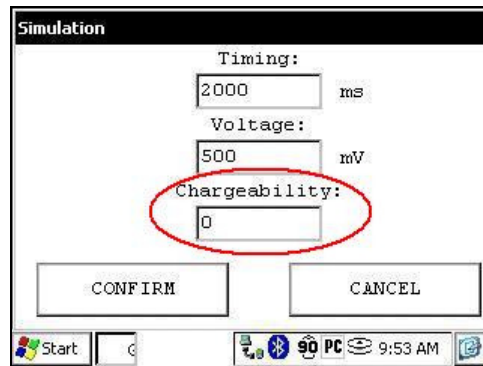 Simulation
Timing:
2000 ms
Voltage:
500 mV
Chargeability:
0
CONFIRM CANCEL
Start 90 PC 9:53 AM